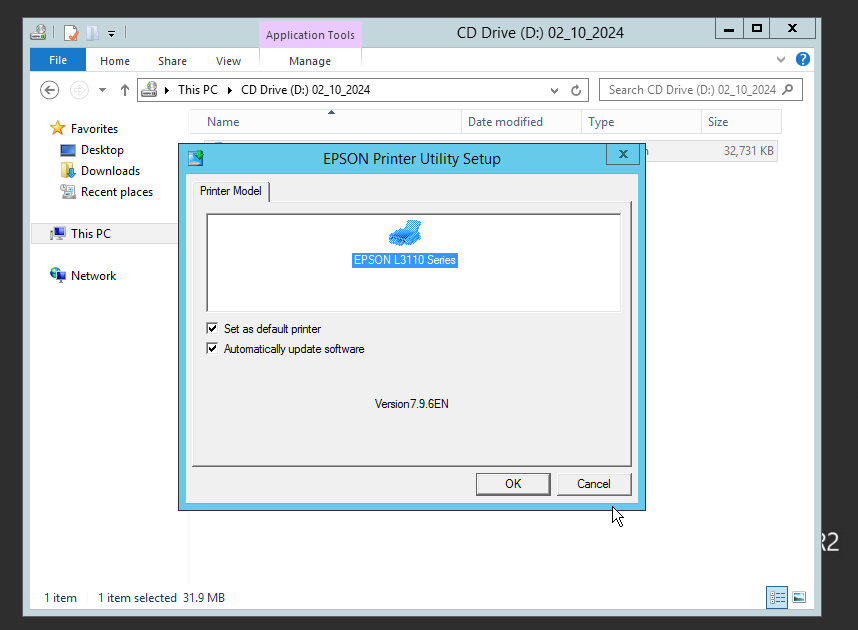 Application Tools
CD Drive (D:) 02_10_2024
File
Home
Share
View
Manage
This PC
CD Drive (D:) 02_10_2024
Search CD Drive (D:) 02_10_2024
Favorites
Desktop
Downloads
Recent places
This PC
Network
Name
Date modified
Type
Size
32,731 KB
EPSON Printer Utility Setup
Printer Model
EPSON L3110 Series
Set as default printer
Automatically update software
Version7.9.6EN
OK
Cancel
R2
1 item
1 item selected 31.9 MB